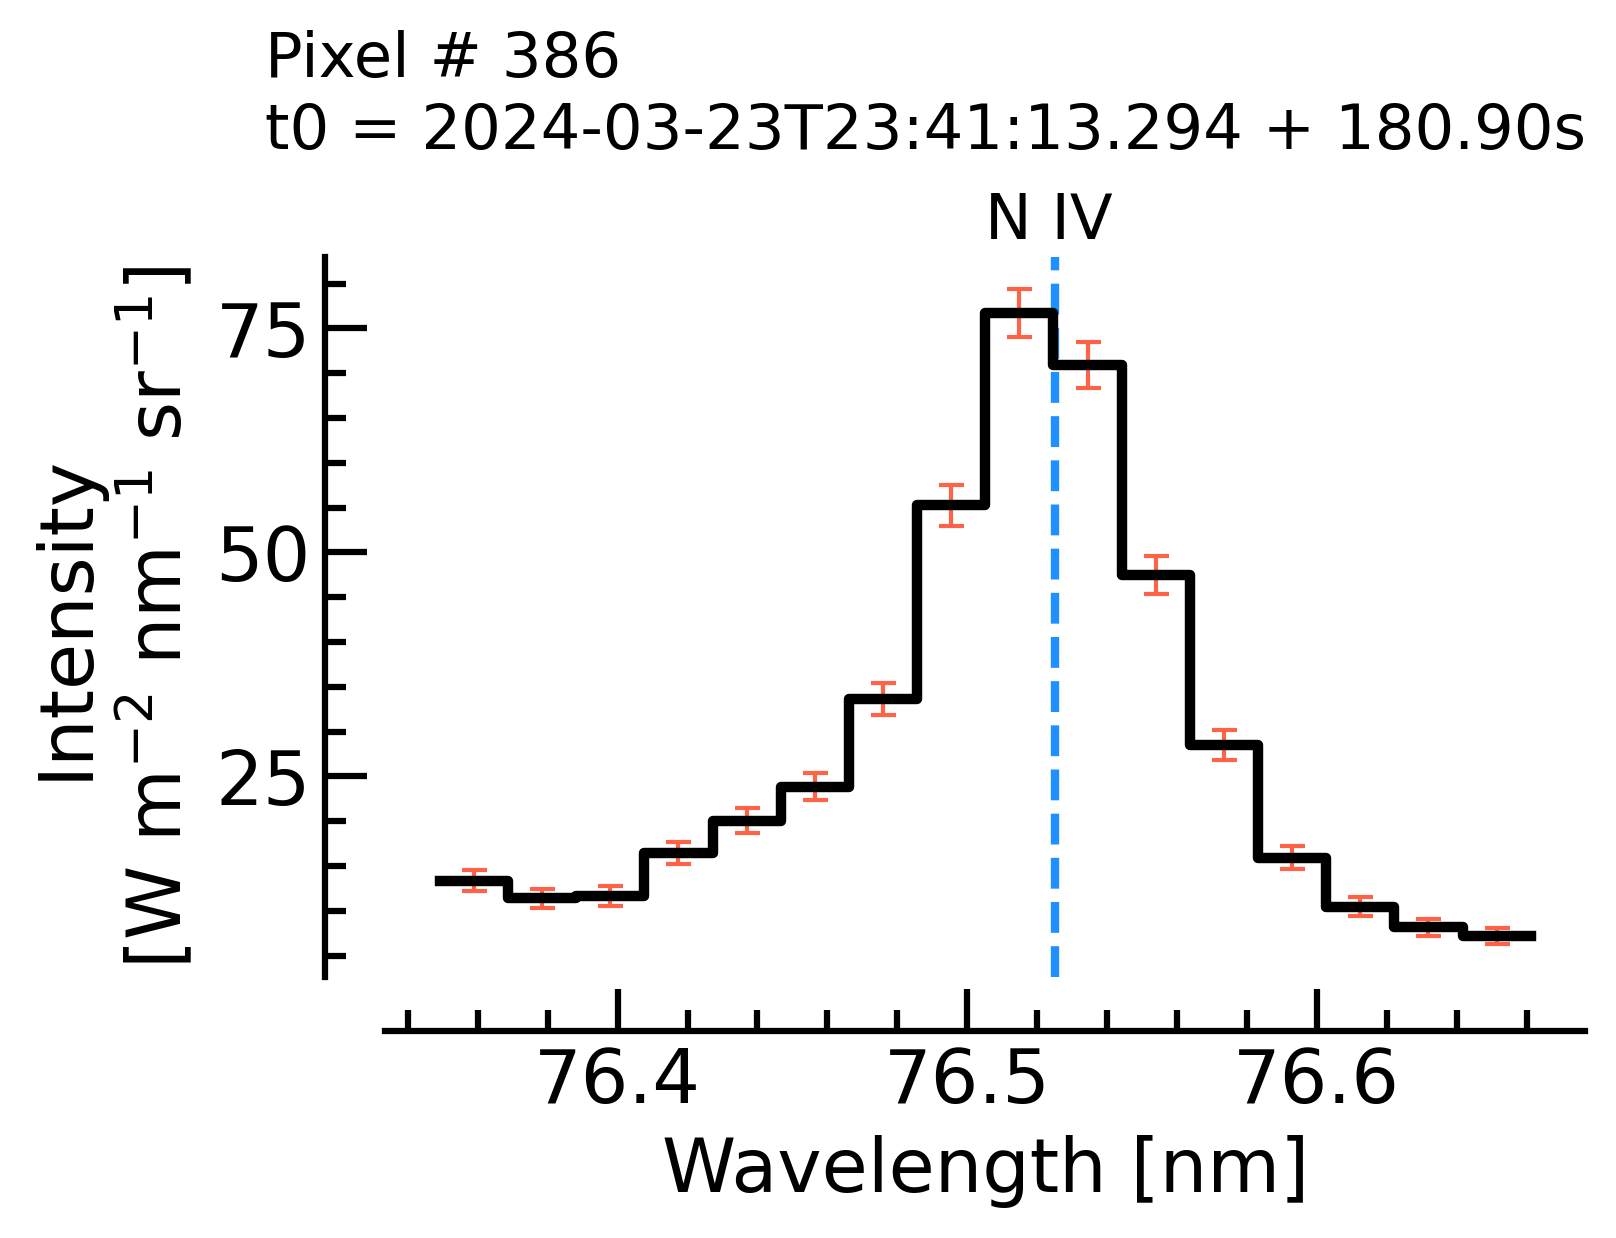 Pixel # 386
t0 = 2024-03-23T23:41:13.294 + 180.90s
N IV
Intensity
[W m⁻² nm⁻¹ sr⁻¹]
75
50
25
76.4 76.5 76.6
Wavelength [nm]